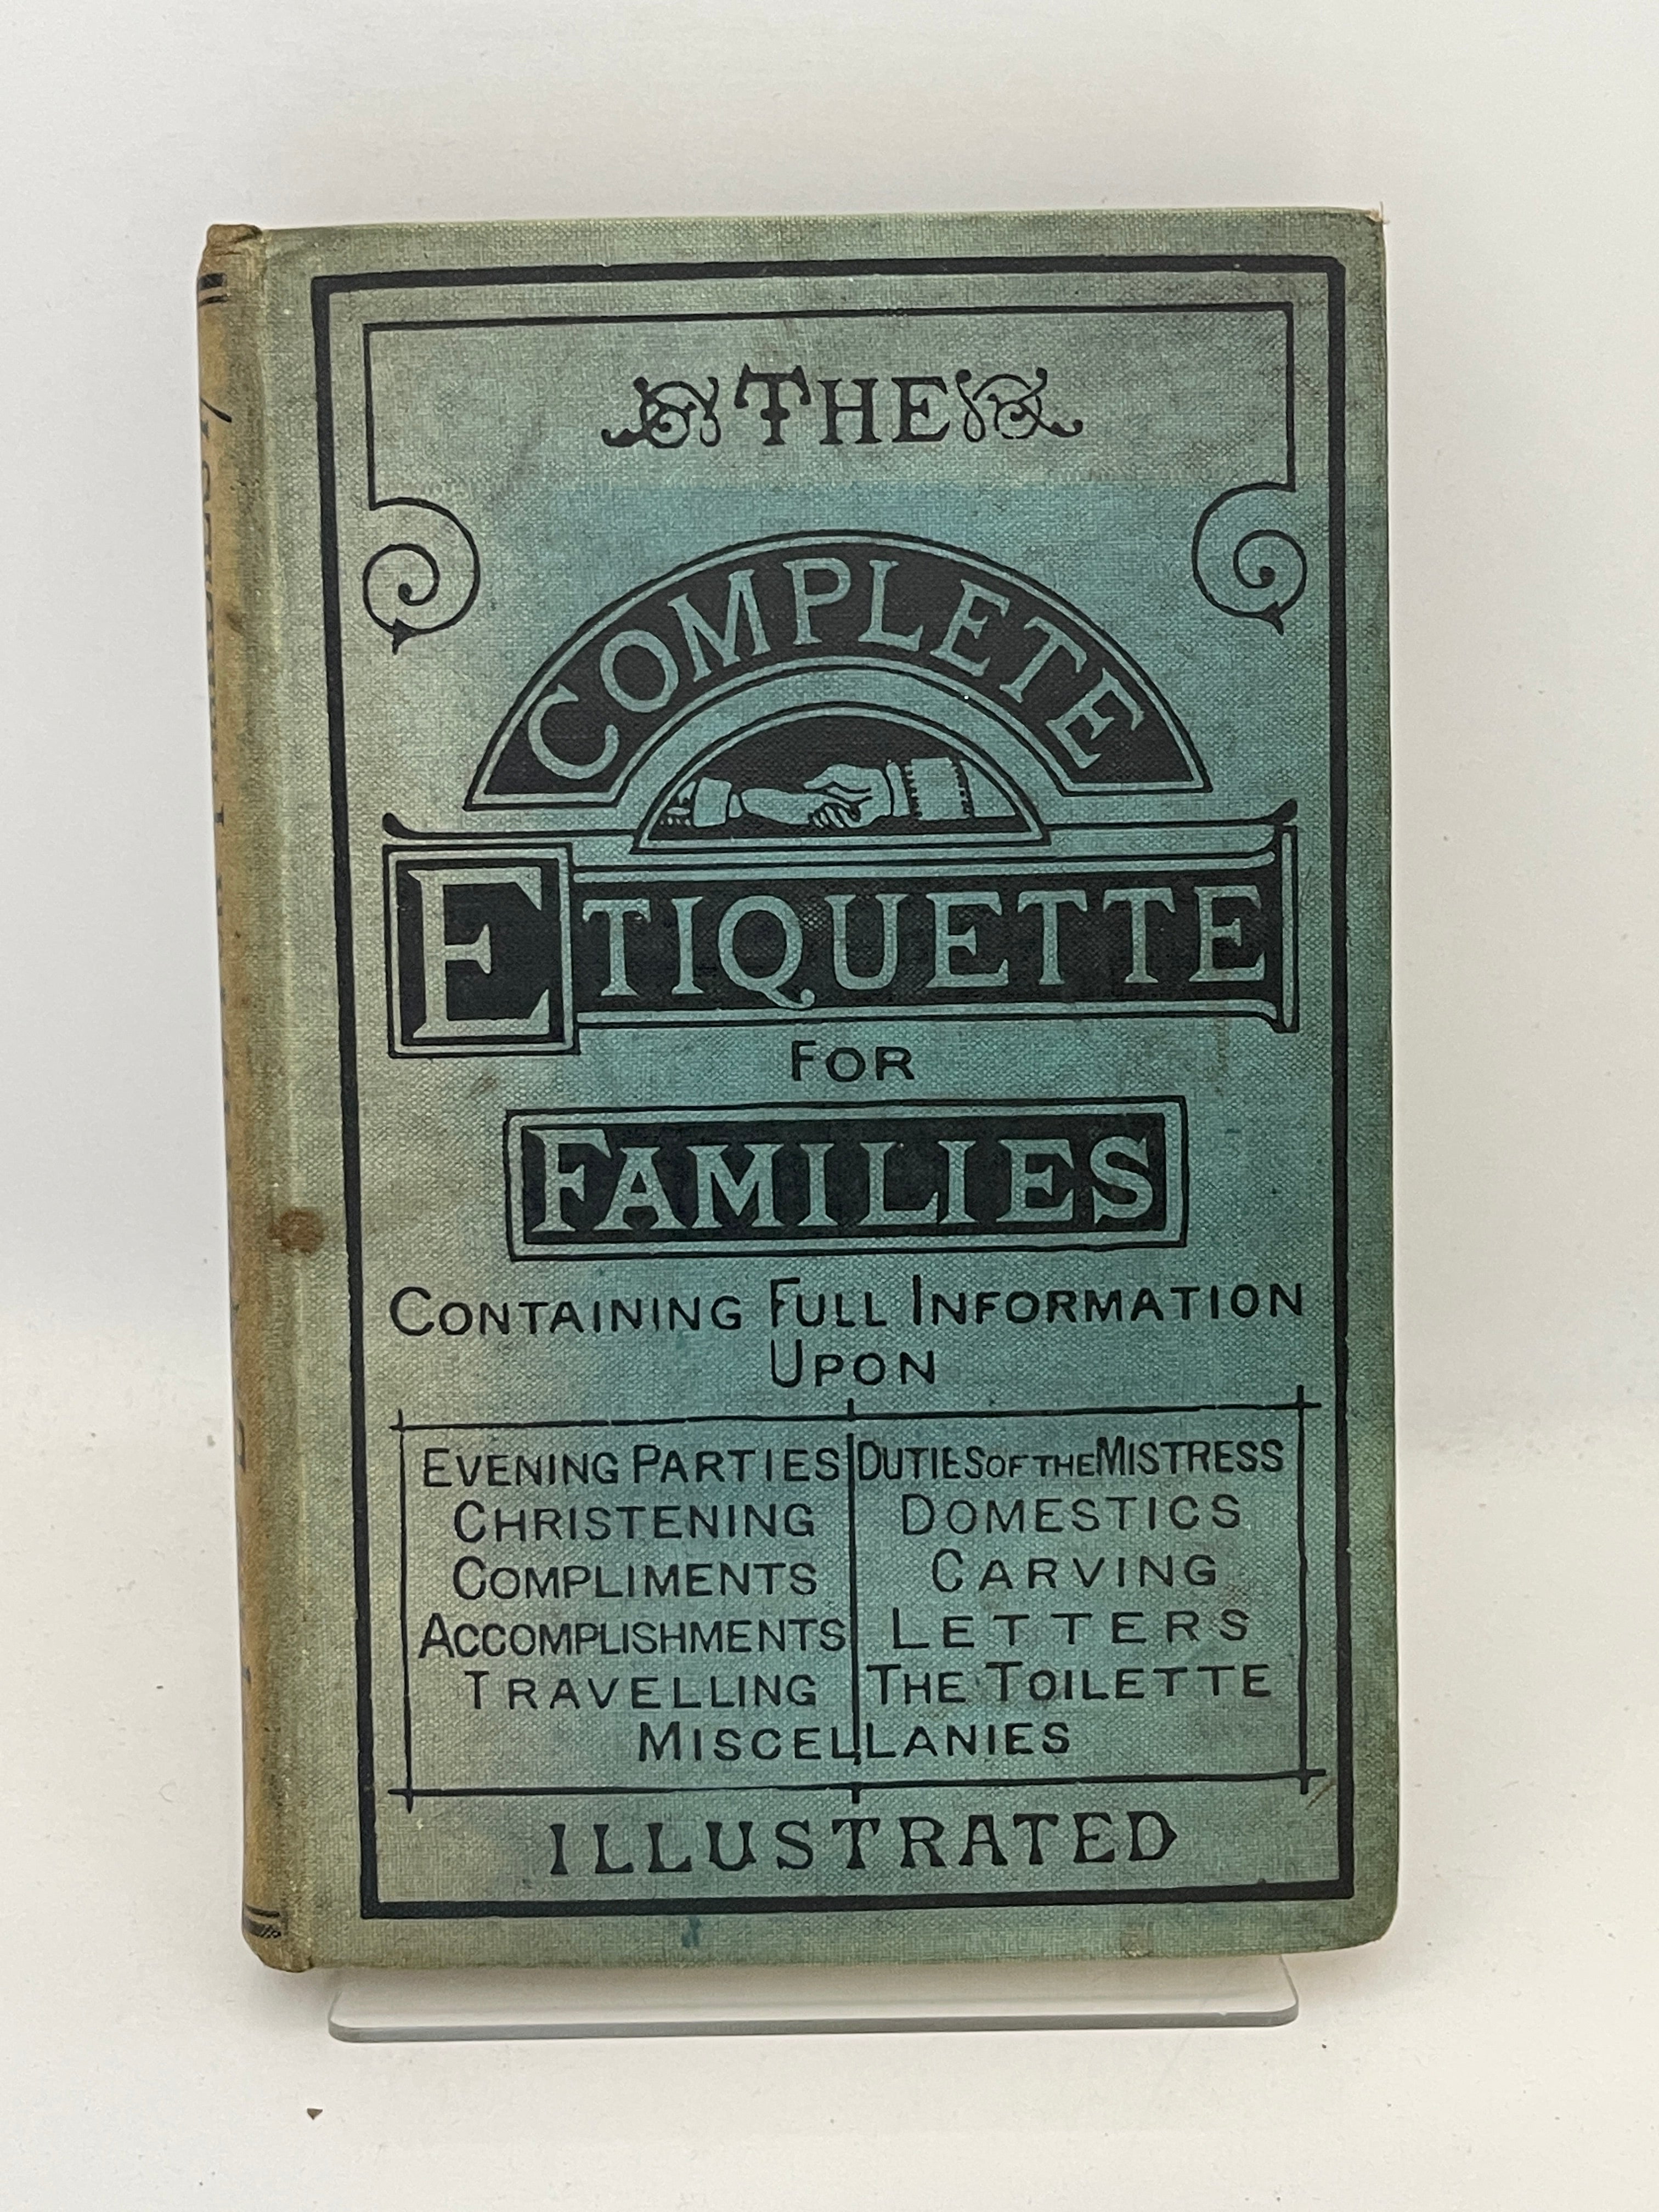 THE
COMPLETE
ETIQUETTE
FOR
FAMILIES
CONTAINING FULL INFORMATION
UPON
EVENING PARTIES
CHRISTENING
COMPLIMENTS
ACCOMPLISHMENTS
TRAVELLING
DUTIES OF THE MISTRESS
DOMESTICS
CARVING
LETTERS
THE TOILETTE
MISCELLANIES
ILLUSTRATED